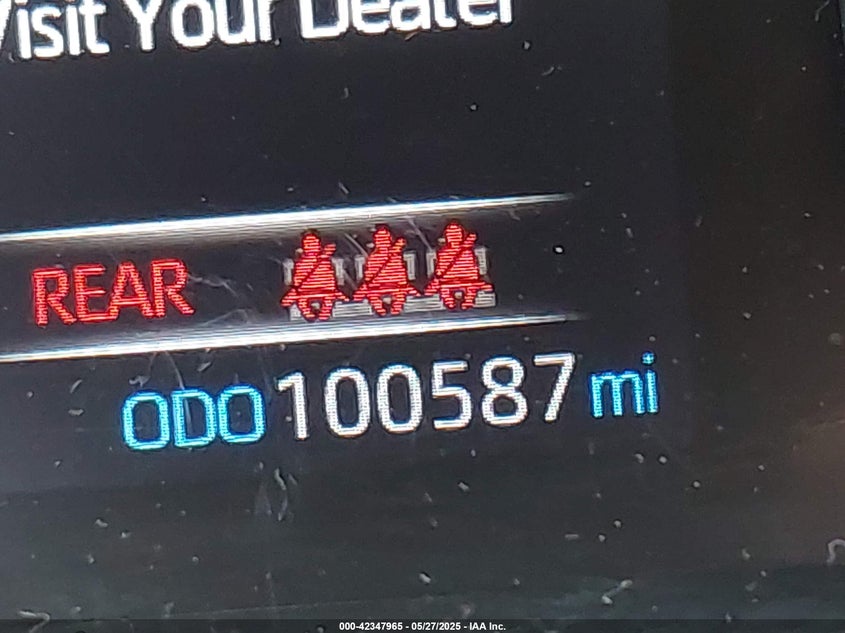 Visit Your Dealer
REAR
ODO 100587 mi
000-42347965 - 05/27/2025 - IAA Inc.